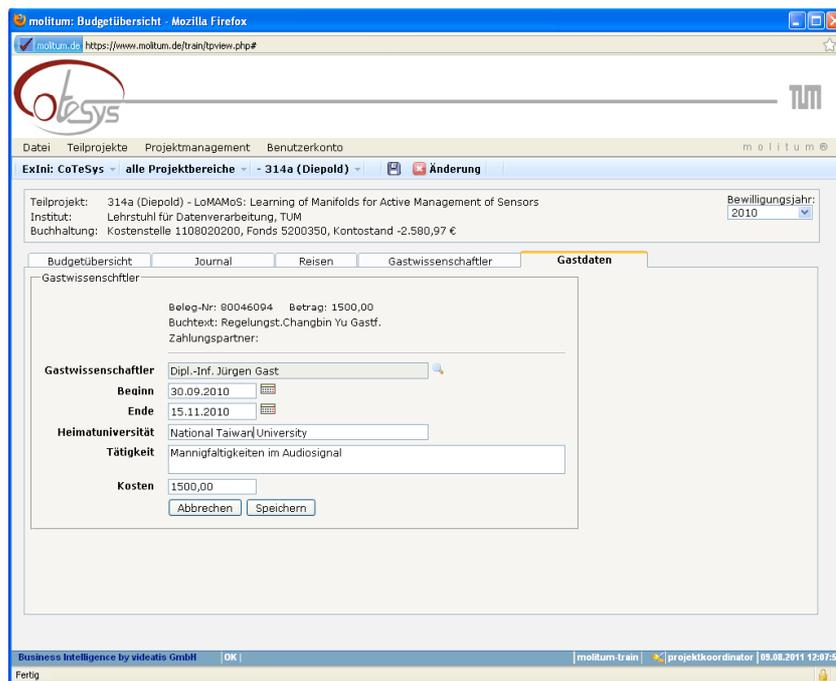 molitum: Budgetübersicht - Mozilla Firefox
molitum.de https://www.molitum.de/train/tpview.php#
CoTeSys
TUM
Datei Teilprojekte Projektmanagement Benutzerkonto molitum®
ExIni: CoTeSys alle Projektbereiche - 314a (Diepold) - Änderung
Teilprojekt: 314a (Diepold) - LoMAMoS: Learning of Manifolds for Active Management of Sensors
Bewilligungsjahr:
Institut: Lehrstuhl für Datenverarbeitung, TUM
2010
Buchhaltung: Kostenstelle 1108020200, Fonds 5200350, Kontostand -2.580,97 €
Budgetübersicht Journal Reisen Gastwissenschaftler Gastdaten
Gastwissenschftler
Beleg-Nr: 80046094 Betrag: 1500,00
Buchtext: Regelungst.Changbin Yu Gastf.
Zahlungspartner:
Gastwissenschaftler Dipl.-Inf. Jürgen Gast
Beginn 30.09.2010
Ende 15.11.2010
Heimatuniversität National Taiwan University
Tätigkeit Mannigfaltigkeiten im Audiosignal
Kosten 1500,00
Abbrechen Speichern
Business Intelligence by videatis GmbH |OK| |molitum-train| projektkoordinator |09.08.2011 12:07:5
Fertig